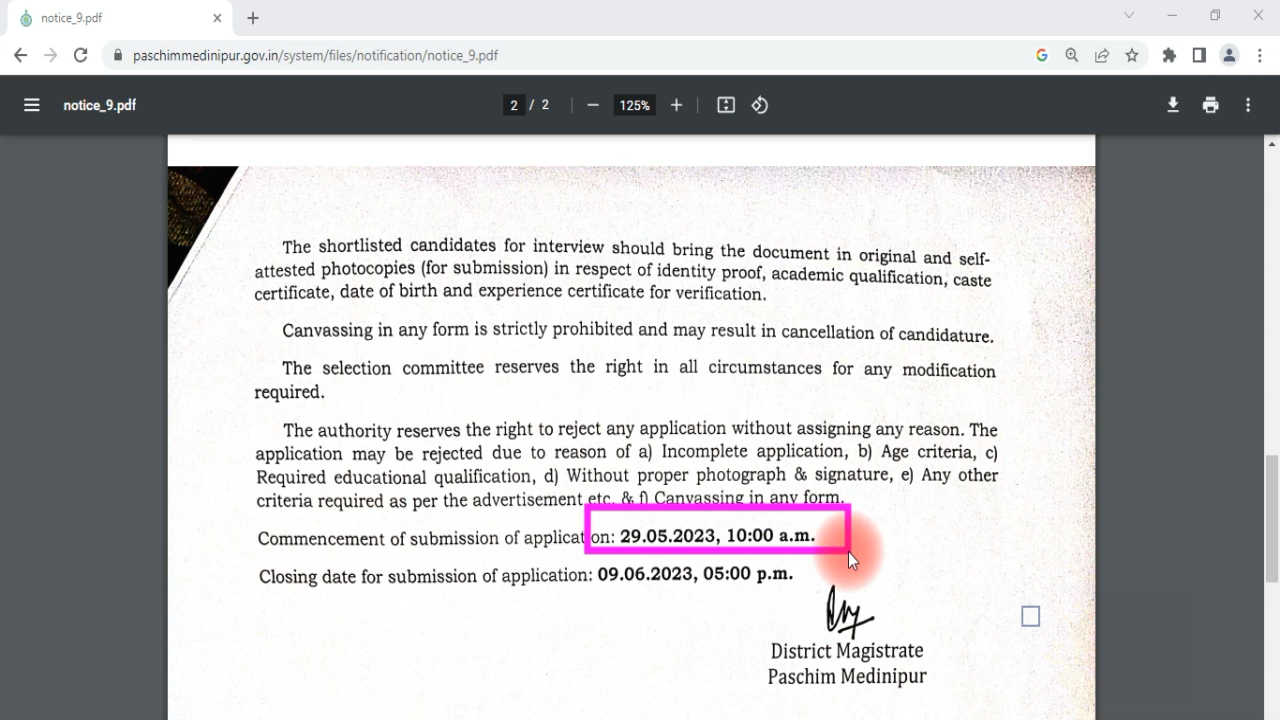 notice_9.pdf
paschimmedinipur.gov.in/system/files/notification/notice_9.pdf
notice_9.pdf
2 / 2
125%
The shortlisted candidates for interview should bring the document in original and self-
attested photocopies (for submission) in respect of identity proof, academic qualification, caste
certificate, date of birth and experience certificate for verification.
Canvassing in any form is strictly prohibited and may result in cancellation of candidature.
The selection committee reserves the right in all circumstances for any modification
required.
The authority reserves the right to reject any application without assigning any reason. The
application may be rejected due to reason of a) Incomplete application, b) Age criteria, c)
Required educational qualification, d) Without proper photograph & signature, e) Any other
criteria required as per the advertisement etc. & f) Canvassing in any form.
Commencement of submission of application: 29.05.2023, 10:00 a.m.
Closing date for submission of application: 09.06.2023, 05:00 p.m.
District Magistrate
Paschim Medinipur